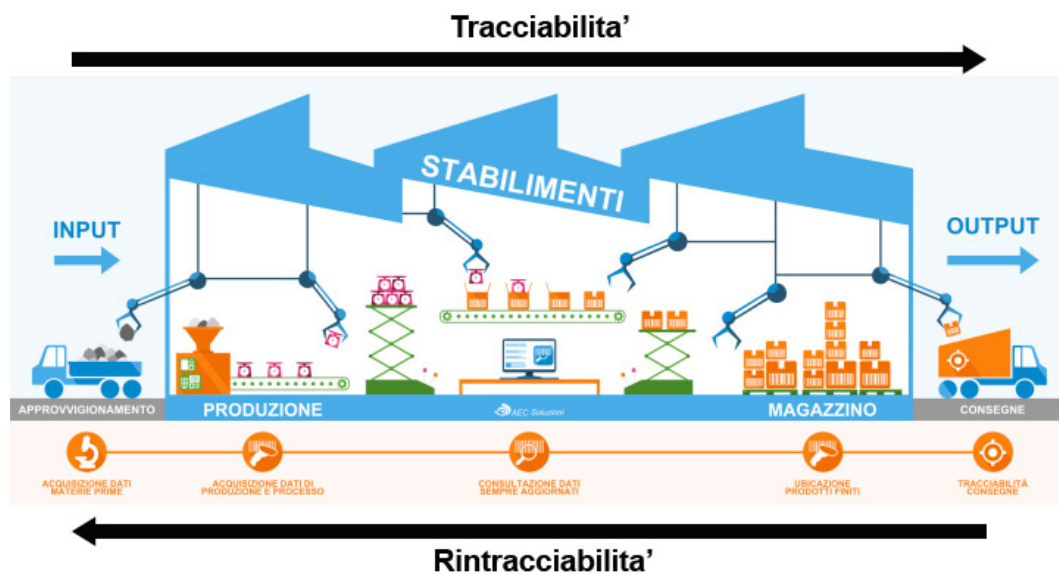 Tracciabilita'
STABILIMENTI
INPUT
OUTPUT
APPROVVIGIONAMENTO
PRODUZIONE
AEC Soluzioni
MAGAZZINO
CONSEGNE
ACQUISIZIONE DATI
MATERIE PRIME
ACQUISIZIONE DATI DI
PRODUZIONE E PROCESSO
CONSULTAZIONE DATI
SEMPRE AGGIORNATI
UBICAZIONE
PRODOTTI FINITI
TRACCIABILITÀ
CONSEGNE
Rintracciabilita'